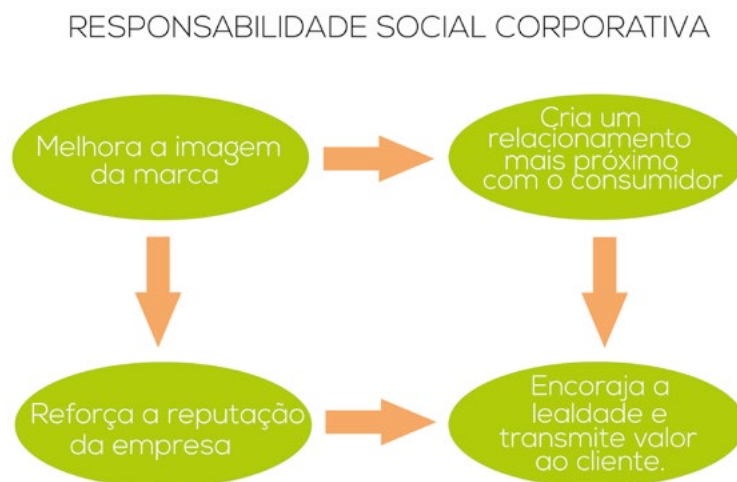 RESPONSABILIDADE SOCIAL CORPORATIVA
Melhora a imagem
da marca
Cria um
relacionamento
mais próximo
com o consumidor
Reforça a reputação
da empresa
Encoraja a
lealdade e
transmite valor
ao cliente.